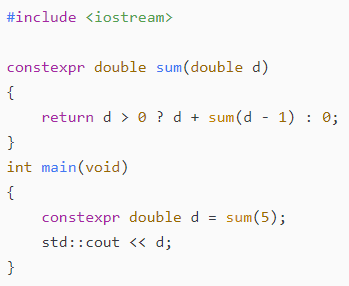 #include <iostream>
constexpr double sum(double d)
{
return d > 0 ? d + sum(d - 1) : 0;
}
int main(void)
{
constexpr double d = sum(5);
std::cout << d;
}